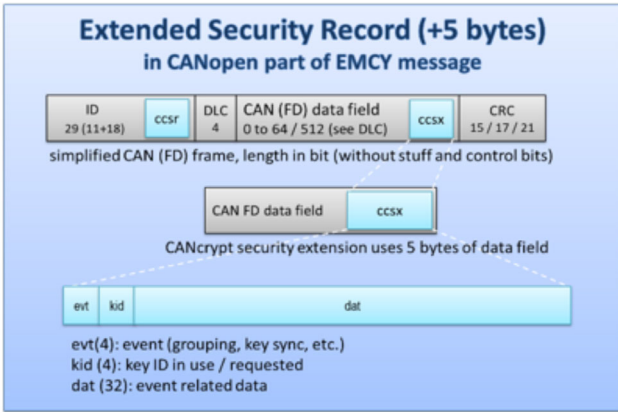 Extended Security Record (+5 bytes)
in CANopen part of EMCY message
ID
29 (11+18)
ccsr
DLC
4
CAN (FD) data field
0 to 64 / 512 (see DLC)
ccsx
CRC
15 / 17 / 21
simplified CAN (FD) frame, length in bit (without stuff and control bits)
CAN FD data field
ccsx
CANcrypt security extension uses 5 bytes of data field
evt
kid
dat
evt(4): event (grouping, key sync, etc.)
kid (4): key ID in use / requested
dat (32): event related data